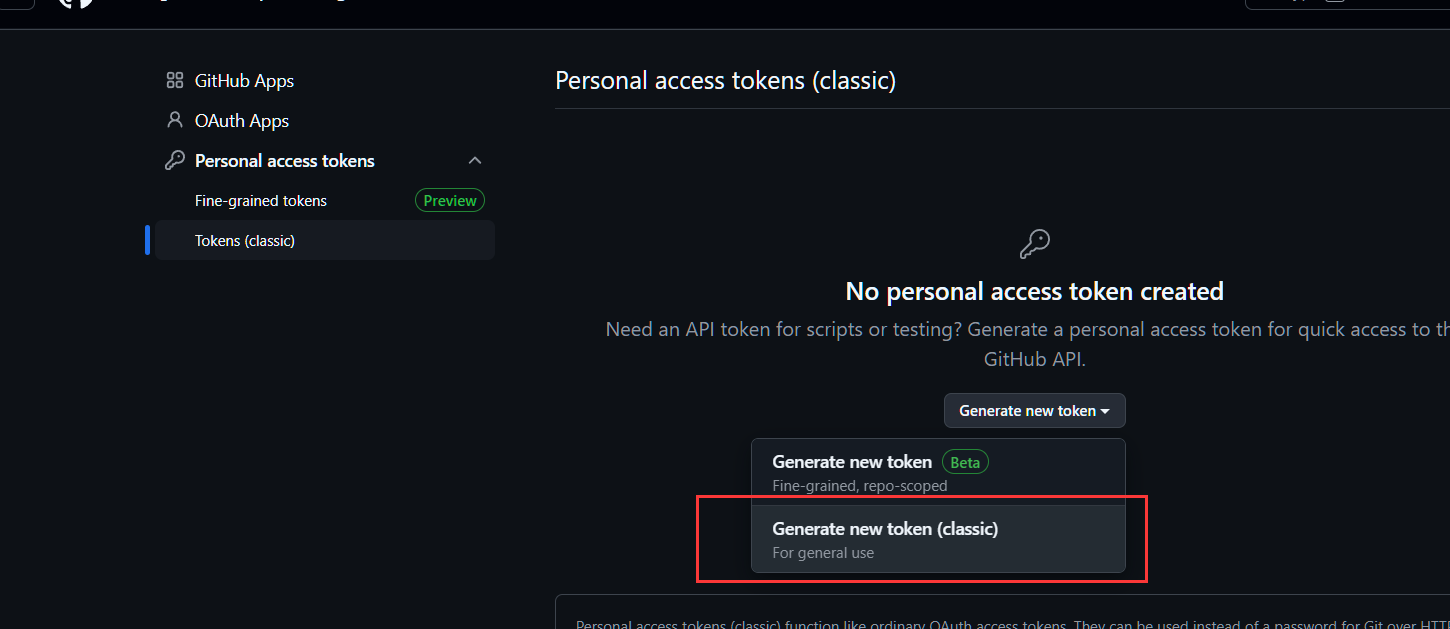 GitHub Apps
OAuth Apps
Personal access tokens
Fine-grained tokens
Preview
Tokens (classic)
Personal access tokens (classic)
No personal access token created
Need an API token for scripts or testing? Generate a personal access token for quick access to
GitHub API.
Generate new token
Generate new token Beta
Fine-grained, repo-scoped
Generate new token (classic)
For general use
Personal access tokens (classic) function like ordinary OAuth access tokens. They can be used instead of a password for Git over